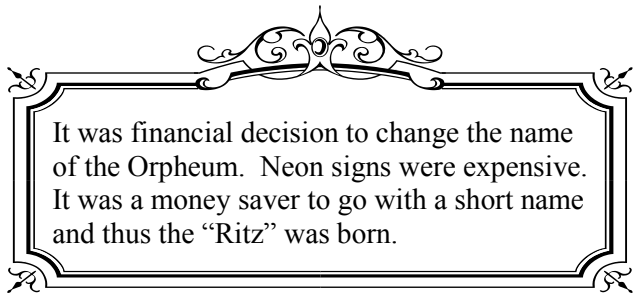 It was financial decision to change the name
of the Orpheum.  Neon signs were expensive.
It was a money saver to go with a short name
and thus the “Ritz” was born.